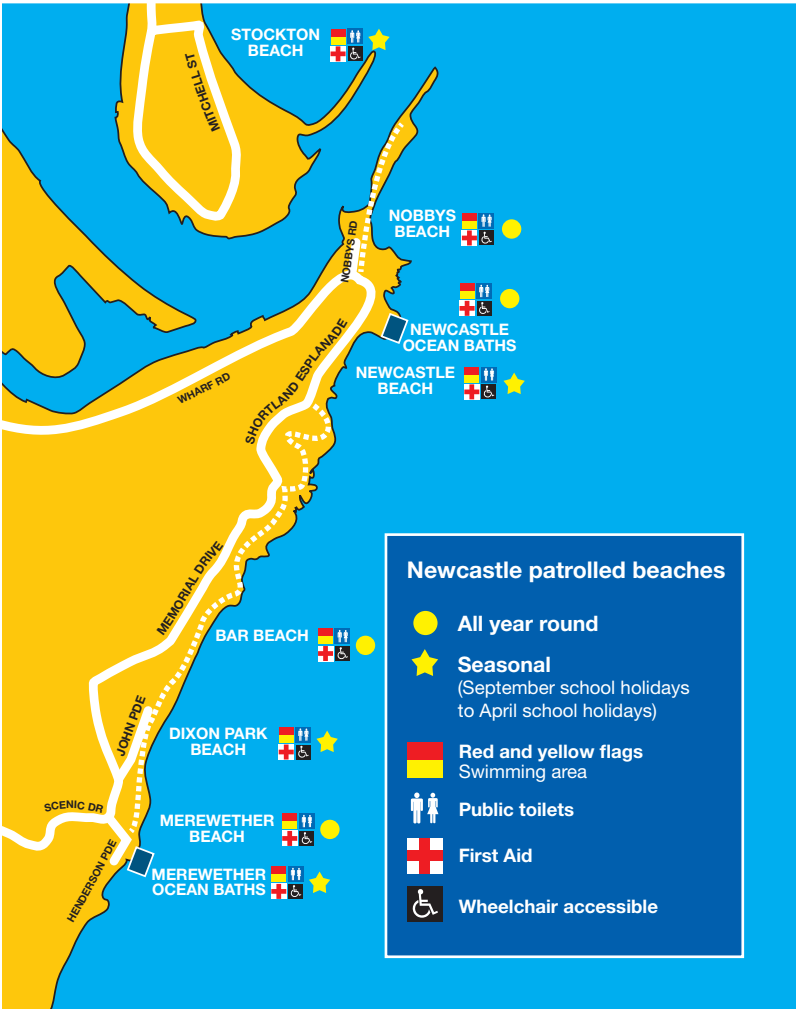 STOCKTON
BEACH
MITCHELL ST
NOBBYS
BEACH
NOBBYS RD
NEWCASTLE
OCEAN BATHS
NEWCASTLE
BEACH
SHORTLAND ESPLANADE
WHARF RD
MEMORIAL DRIVE
BAR BEACH
JOHN PDE
DIXON PARK
BEACH
SCENIC DR
MEREWETHER
BEACH
HENDERSON PDE
MEREWETHER
OCEAN BATHS
Newcastle patrolled beaches
All year round
Seasonal
(September school holidays
to April school holidays)
Red and yellow flags
Swimming area
Public toilets
First Aid
Wheelchair accessible